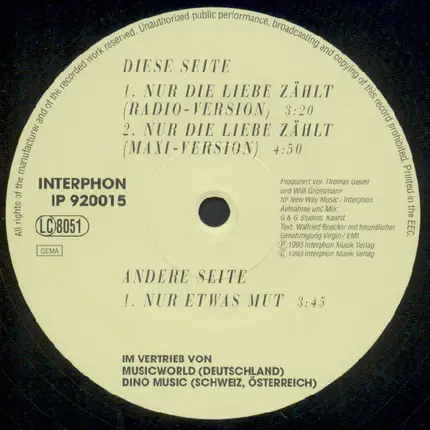 All rights of the manufacturer and of the recorded work reserved. Unauthorized public performance, broadcasting and copying of this record prohibited. Printed in the EEC.
DIESE SEITE
1. NUR DIE LIEBE ZÄHLT
(RADIO-VERSION) 3:20
2. NUR DIE LIEBE ZÄHLT
(MAXI-VERSION) 4:50
INTERPHON
IP 920015
LC 8051
GEMA
Produziert von Thomas Gesell
und Willi Grossmann
für New Way Music / Interphon.
Aufnahme und Mix:
G & G Studios, Kaarst
Text: Walfried Boecker mit freundlicher
Genehmigung Virgin / EMI.
Ⓟ 1993 Interphon Musik Verlag
© 1993 Interphon Musik Verlag
ANDERE SEITE
1. NUR ETWAS MUT 3:45
IM VERTRIEB VON
MUSICWORLD (DEUTSCHLAND)
DINO MUSIC (SCHWEIZ, ÖSTERREICH)